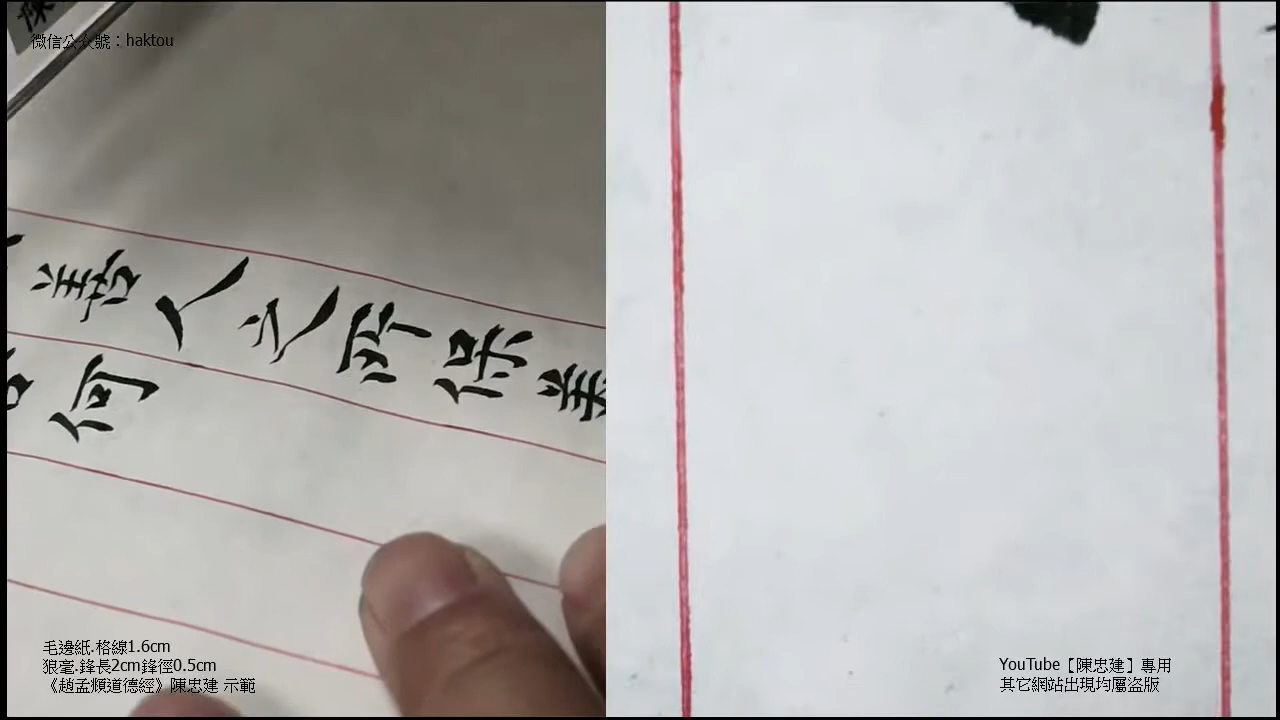 微信公众號：haktou
善人之所保美
何
毛邊紙.格線1.6cm
狼毫.鋒長2cm鋒徑0.5cm
《趙孟頫道德經》陳忠建 示範
YouTube［陳忠建］專用
其它網站出現均屬盜版